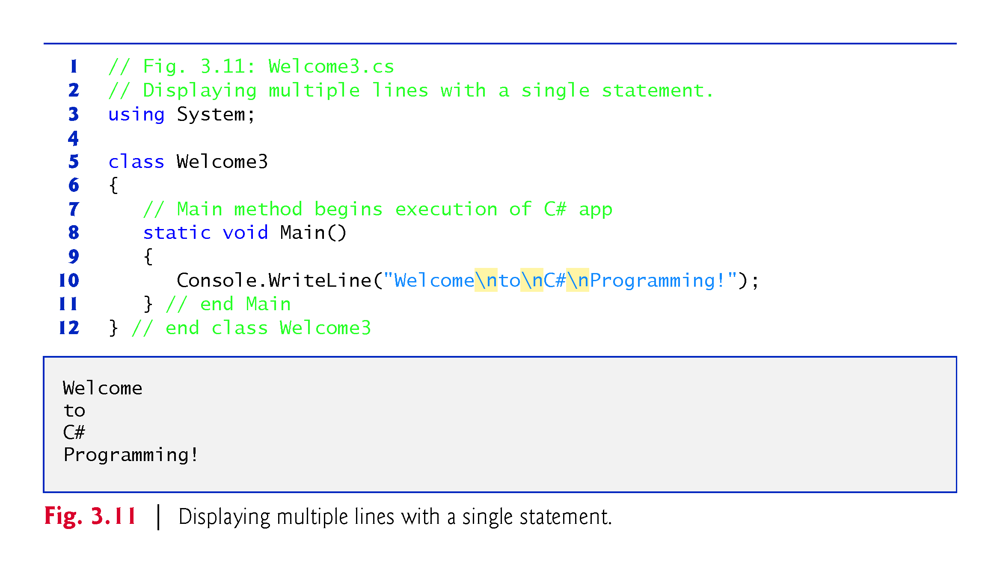 1 // Fig. 3.11: Welcome3.cs
2 // Displaying multiple lines with a single statement.
3 using System;
4
5 class Welcome3
6 {
7    // Main method begins execution of C# app
8    static void Main()
9    {
10       Console.WriteLine("Welcome\nto\nC#\nProgramming!");
11    } // end Main
12 } // end class Welcome3
Welcome
to
C#
Programming!
Fig. 3.11 | Displaying multiple lines with a single statement.